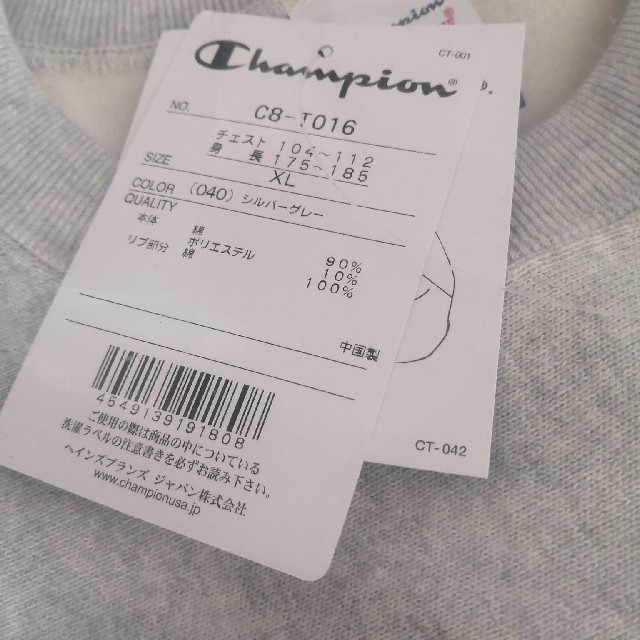 Champion®
CT-001
NO. C8-T016
チェスト 104~112
身長 175~185
SIZE XL
COLOR (040) シルバーグレー
QUALITY
本体 綿 90%
ポリエステル 10%
リブ部分 綿 100%
中国製
4549139191808
ご使用の際は商品の中についている
洗濯ラベルの注意書きを必ずお読み下さい。
ヘインズブランズ ジャパン株式会社
www.championusa.jp
CT-042